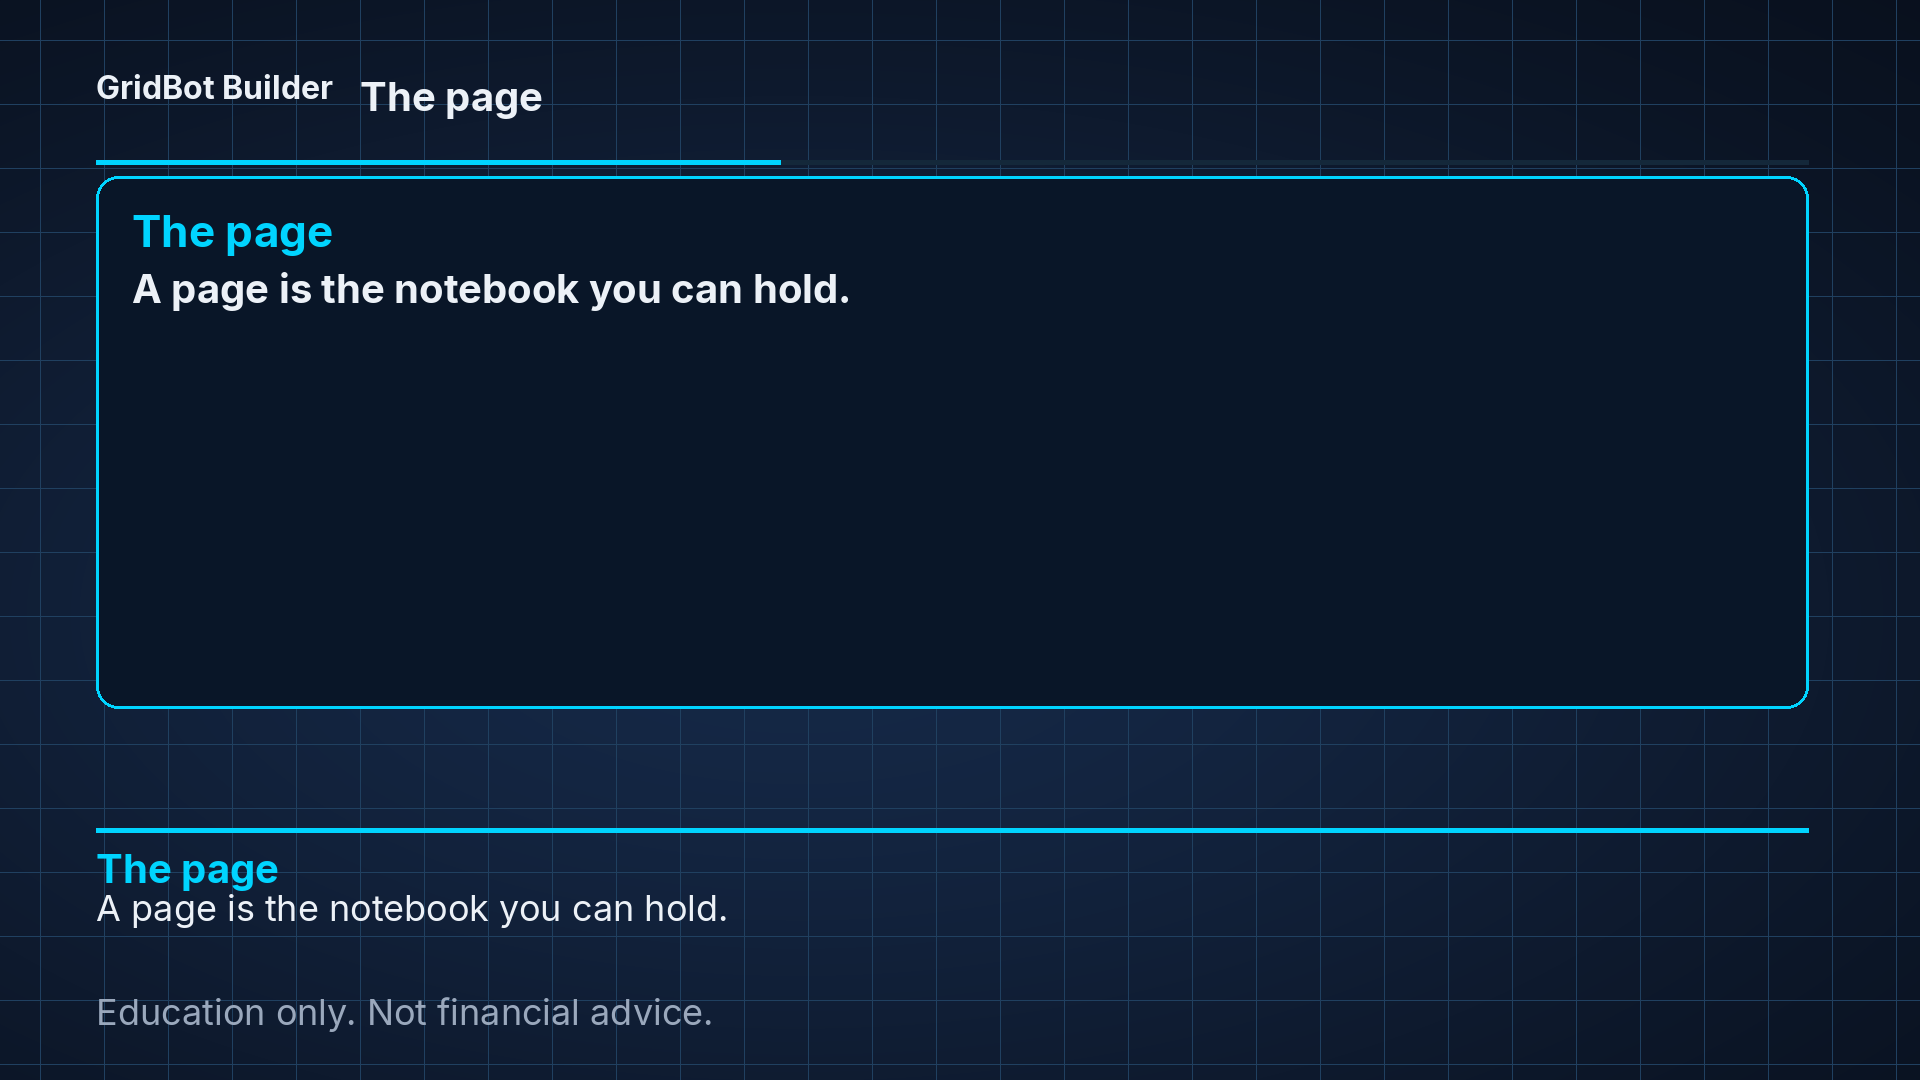 GridBot Builder The page
The page
A page is the notebook you can hold.
The page
A page is the notebook you can hold.
Education only. Not financial advice.